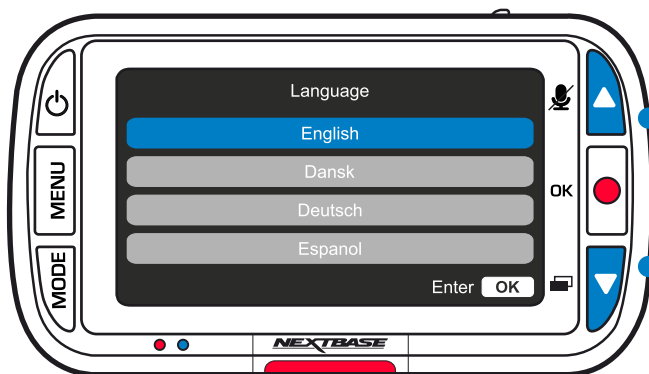 Language
English
Dansk
Deutsch
Espanol
Enter OK
MENU
MODE
OK
NEXTBASE